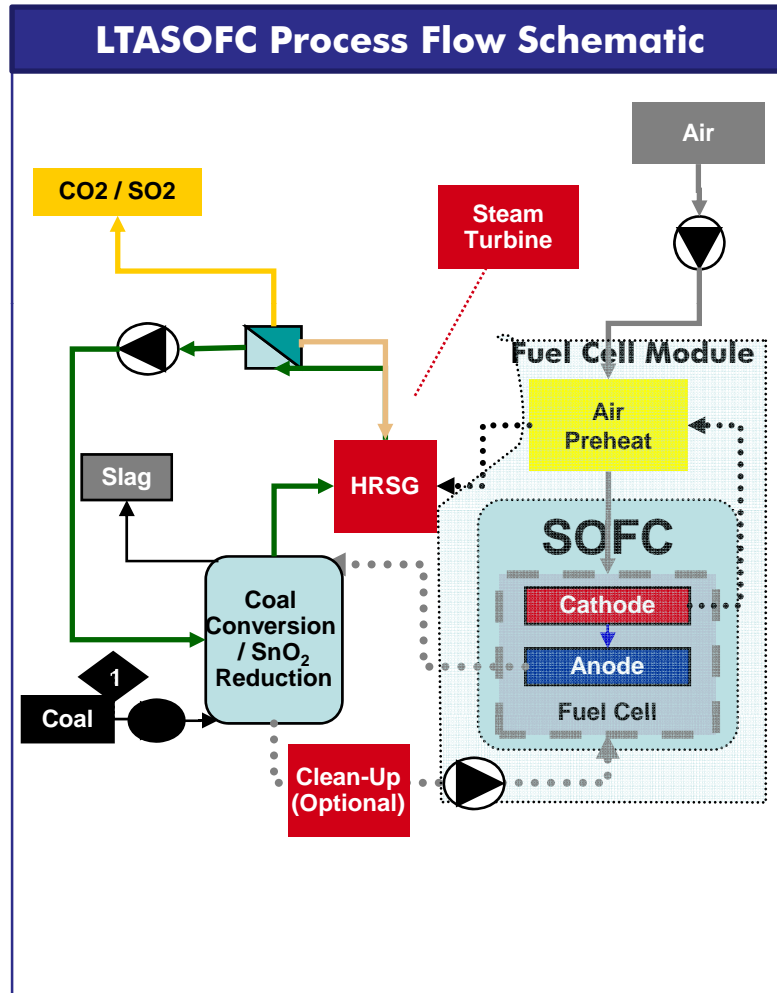 LTASOFC Process Flow Schematic
Air
CO2 / SO2
Steam
Turbine
Fuel Cell Module
Air
Preheat
Slag
HRSG
SOFC
Coal
Conversion
/ SnO₂
Reduction
Cathode
Anode
Fuel Cell
1
Coal
Clean-Up
(Optional)